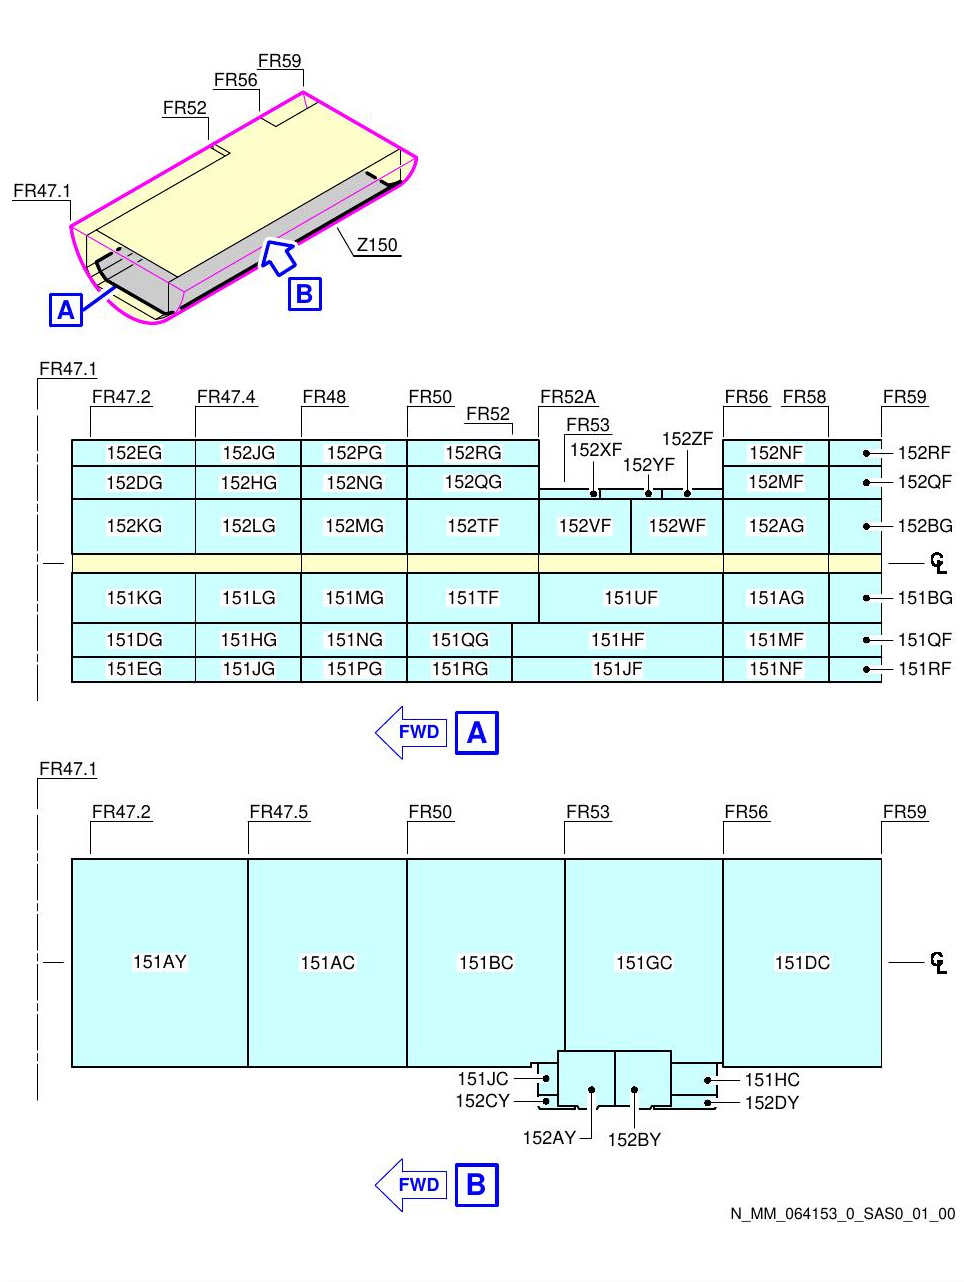 FR59
FR56
FR52
FR47.1
Z150
A
B
FR47.1
FR47.2 FR47.4 FR48 FR50 FR52A FR56 FR58 FR59
FR52
FR53
152ZF
152XF
152YF
152EG 152JG 152PG 152RG 152NF 152RF
152DG 152HG 152NG 152QG 152MF 152QF
152KG 152LG 152MG 152TF 152VF 152WF 152AG 152BG
CL
151KG 151LG 151MG 151TF 151UF 151AG 151BG
151DG 151HG 151NG 151QG 151HF 151MF 151QF
151EG 151JG 151PG 151RG 151JF 151NF 151RF
FWD A
FR47.1
FR47.2 FR47.5 FR50 FR53 FR56 FR59
151AY 151AC 151BC 151GC 151DC CL
151JC 151HC
152CY 152DY
152AY 152BY
FWD B
N_MM_064153_0_SAS0_01_00